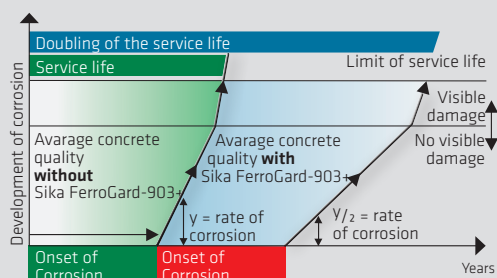 Doubling of the service life
Service life
Limit of service life
Development of corrosion
Visible
damage
No visible
damage
Avarage concrete
quality
without
Sika FerroGard-903+
Avarage concrete
quality with
Sika FerroGard-903+
y = rate of
corrosion
y/2 = rate
of corrosion
Onset of
Corrosion
Onset of
Corrosion
Years